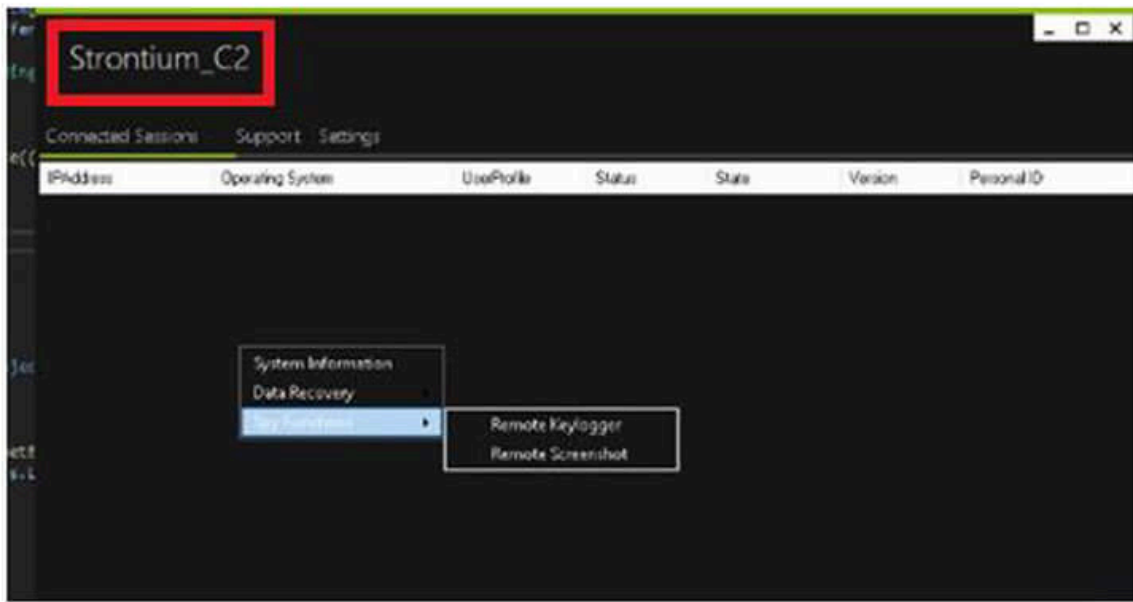 Strontium_C2
Connected Sessions Support Settings
IPAddress Operating System UserProfile Status State Version Personal ID
System Information
Data Recovery
Remote Keylogger
Remote Screenshot